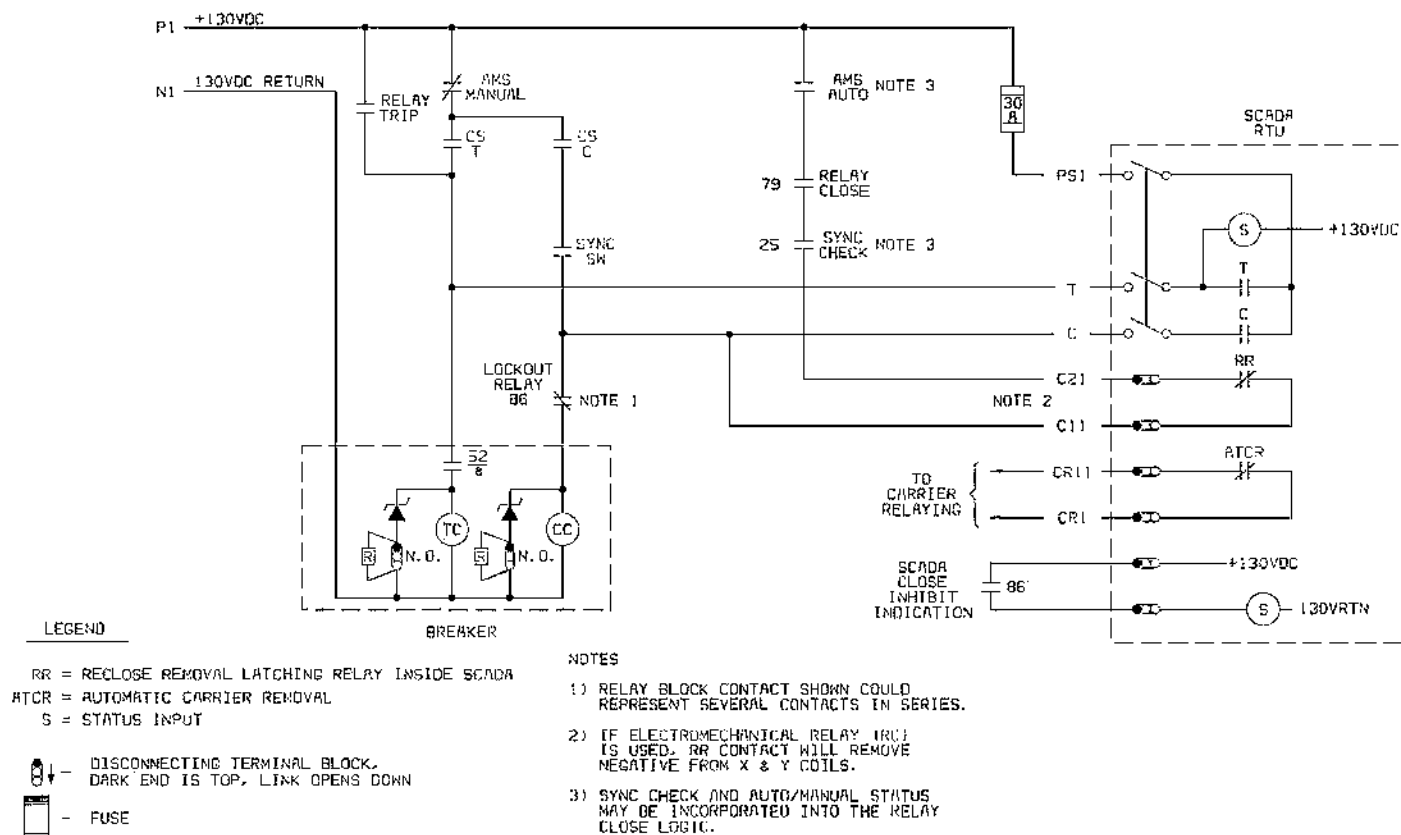 P1 +130VDC
N1 130VDC RETURN
RELAY
TRIP
AMS
MANUAL
CS
T
CS
C
SYNC
SW
AMS
AUTO
NOTE 3
79 RELAY
CLOSE
25 SYNC
CHECK
NOTE 3
30
A
SCADA
RTU
PS1
S
+130VDC
T
T
C
C
LOCKOUT
RELAY
86
NOTE 1
C21
RR
NOTE 2
C11
52
a
TC
CC
R
N.O.
R
N.O.
BREAKER
TO
CARRIER
RELAYING
CR11
ATCR
CR1
SCADA
CLOSE
INHIBIT
INDICATION
86
+130VDC
S
130VRTN
LEGEND
RR = RECLOSE REMOVAL LATCHING RELAY INSIDE SCADA
ATCR = AUTOMATIC CARRIER REMOVAL
S = STATUS INPUT
- DISCONNECTING TERMINAL BLOCK,
DARK END IS TOP, LINK OPENS DOWN
- FUSE
NOTES
1) RELAY BLOCK CONTACT SHOWN COULD
REPRESENT SEVERAL CONTACTS IN SERIES.
2) IF ELECTROMECHANICAL RELAY (RC)
IS USED, RR CONTACT WILL REMOVE
NEGATIVE FROM X & Y COILS.
3) SYNC CHECK AND AUTO/MANUAL STATUS
MAY BE INCORPORATED INTO THE RELAY
CLOSE LOGIC.